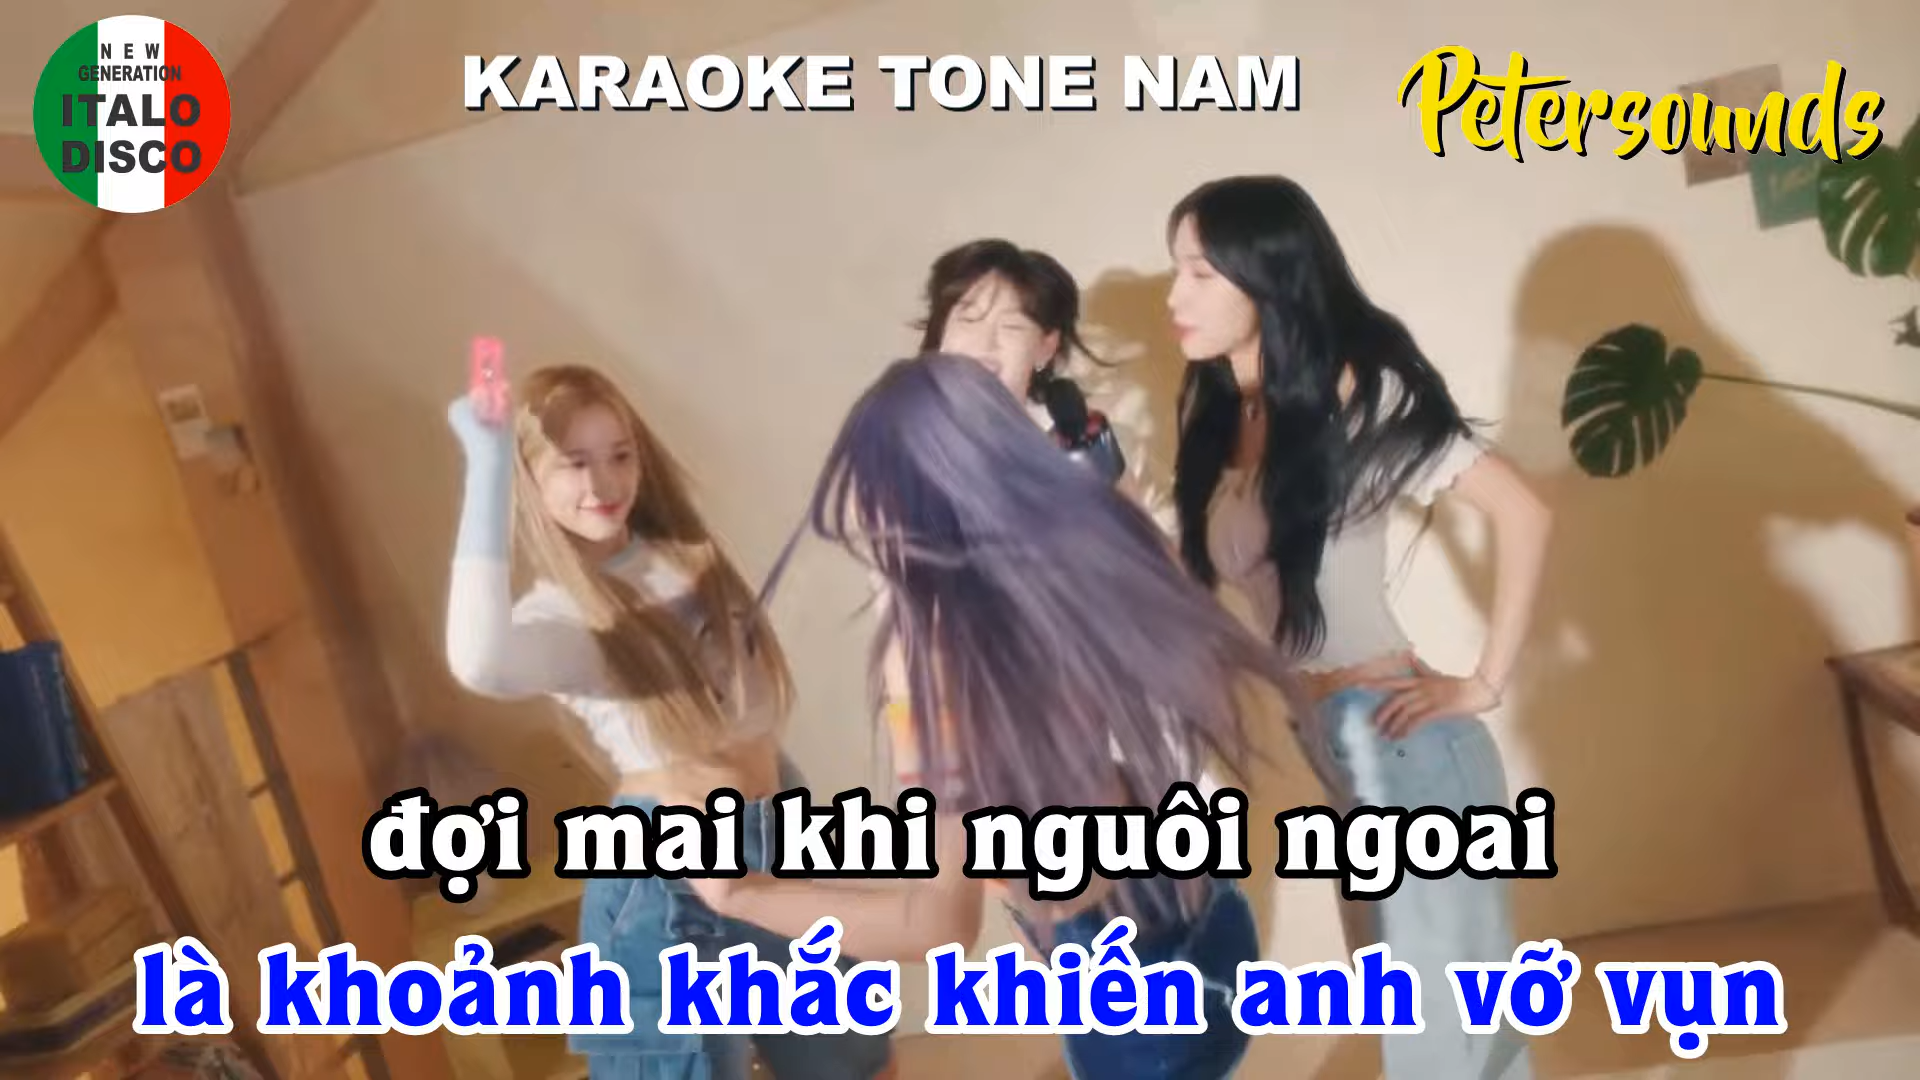 NEW
GENERATION
ITALO
DISCO
KARAOKE TONE NAM
Petersounds
đợi mai khi nguôi ngoai
là khoảnh khắc khiến anh vỡ vụn